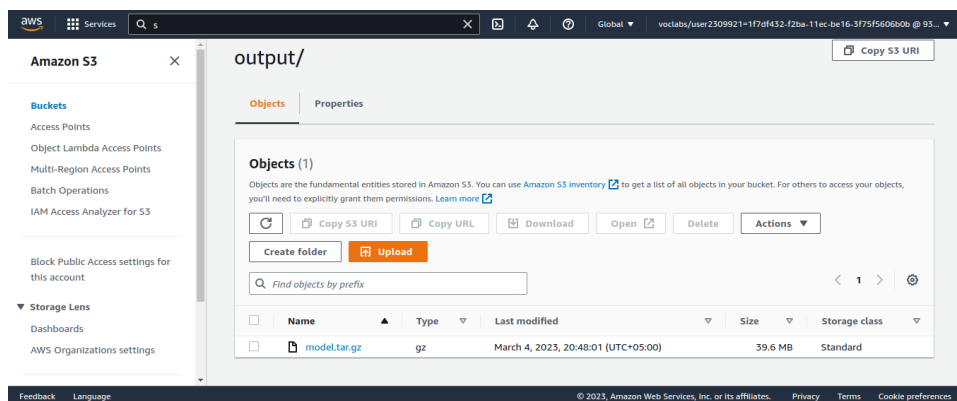 aws Services s Global ▼ voclabs/user2309921=1f7df432-f2ba-11ec-be16-3f75f5606b0b @ 93... ▼
Amazon S3
Buckets
Access Points
Object Lambda Access Points
Multi-Region Access Points
Batch Operations
IAM Access Analyzer for S3
Block Public Access settings for
this account
▼ Storage Lens
Dashboards
AWS Organizations settings
output/
Copy S3 URI
Objects Properties
Objects (1)
Objects are the fundamental entities stored in Amazon S3. You can use Amazon S3 inventory to get a list of all objects in your bucket. For others to access your objects,
you'll need to explicitly grant them permissions. Learn more
Copy S3 URI Copy URL Download Open Delete Actions ▼
Create folder Upload
Find objects by prefix
< 1 >
Name ▲ Type Last modified Size Storage class
model.tar.gz gz March 4, 2023, 20:48:01 (UTC+05:00) 39.6 MB Standard
Feedback Language © 2023, Amazon Web Services, Inc. or its affiliates. Privacy Terms Cookie preferences